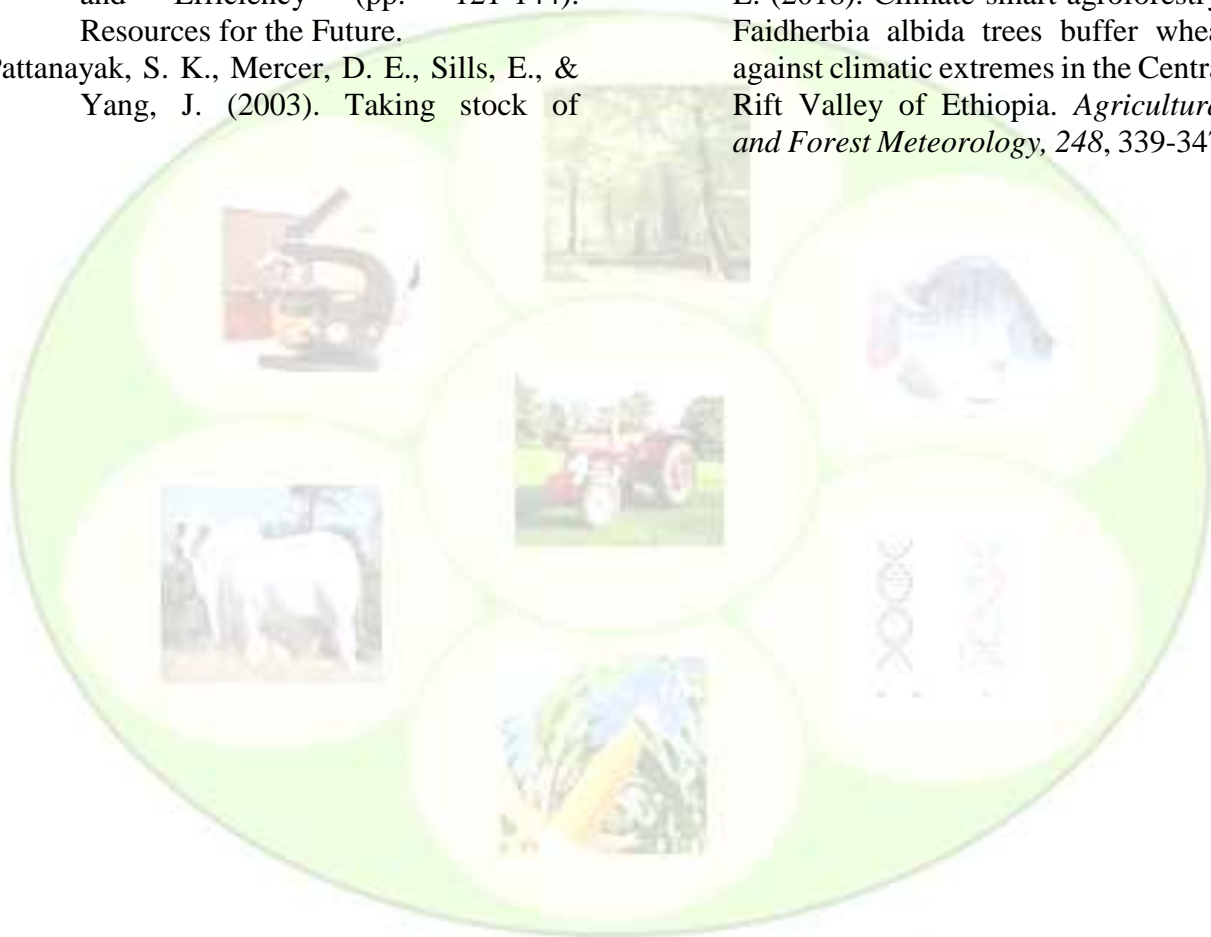 and Efficiency (pp. 121-144).
Resources for the Future.
Pattanayak, S. K., Mercer, D. E., Sills, E., &
Yang, J. (2003). Taking stock of
E. (2018). Climate smart agroforestry
Faidherbia albida trees buffer whea
against climatic extremes in the Centra
Rift Valley of Ethiopia. Agricultura
and Forest Meteorology, 248, 339-347